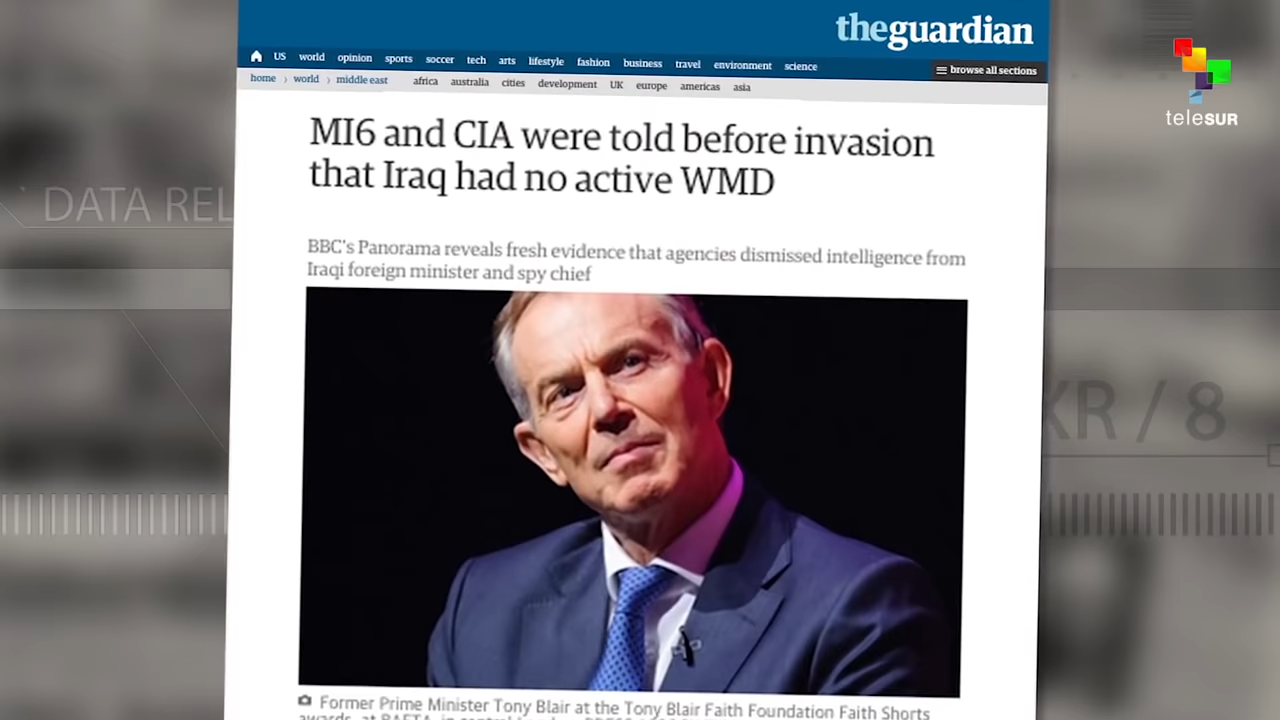 theguardian
US world opinion sports soccer tech arts lifestyle fashion business travel environment science
browse all sections
home › world › middle east africa australia cities development UK europe americas asia
teleSUR
MI6 and CIA were told before invasion
that Iraq had no active WMD
DATA REL
BBC's Panorama reveals fresh evidence that agencies dismissed intelligence from
Iraqi foreign minister and spy chief
XR / 8
Former Prime Minister Tony Blair at the Tony Blair Faith Foundation Faith Shorts